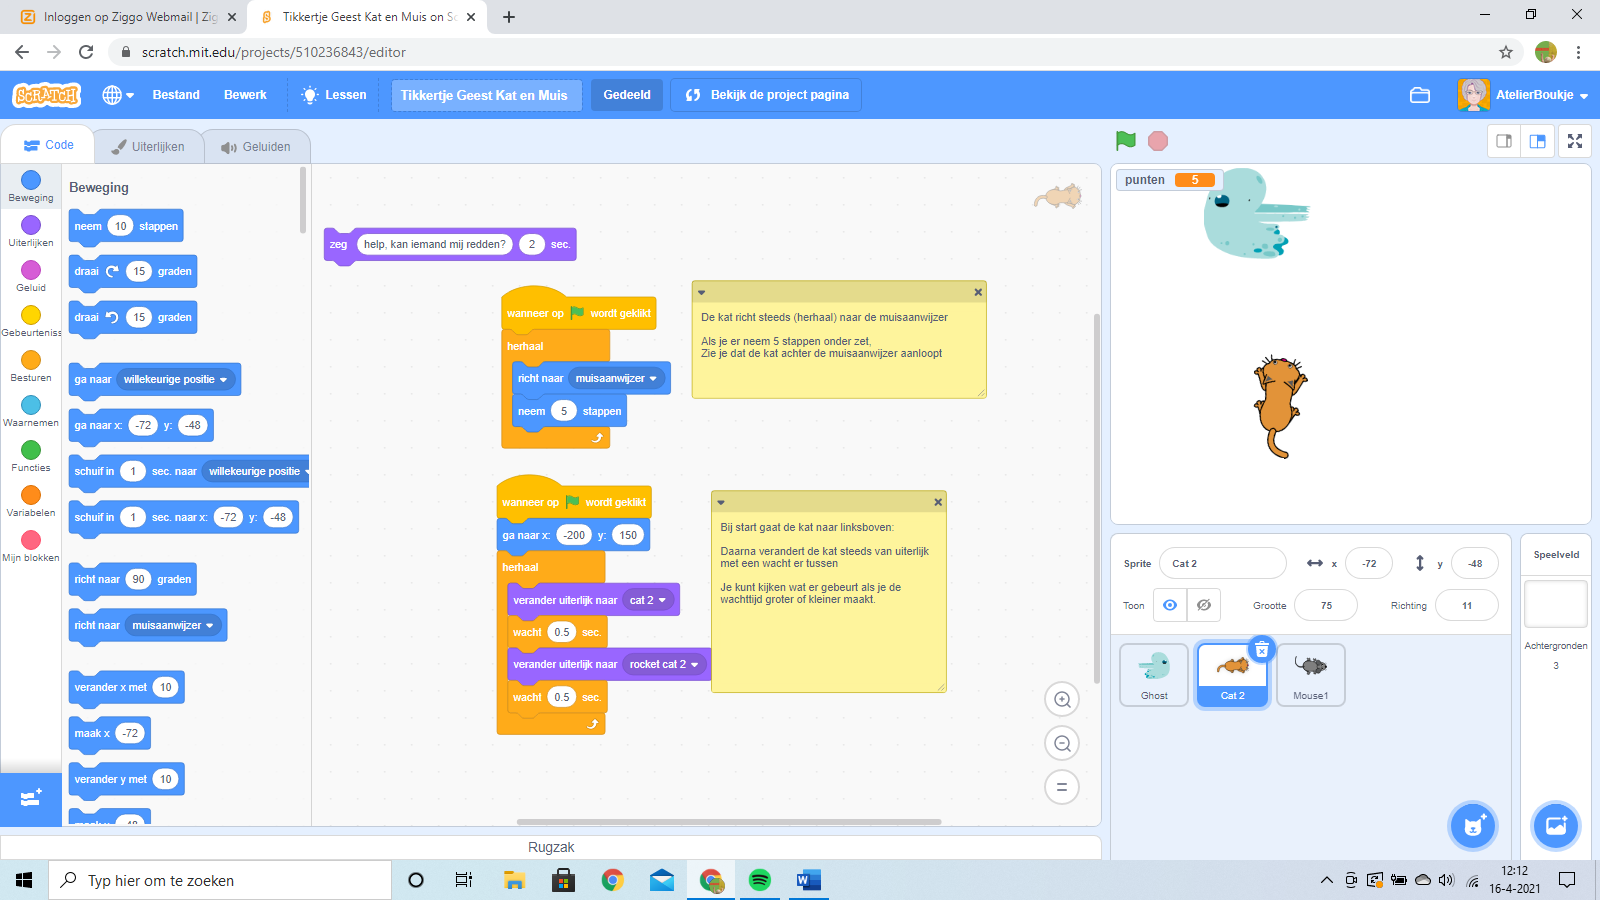 Inloggen op Ziggo Webmail | Zig
Tikkertje Geest Kat en Muis on Sc
scratch.mit.edu/projects/510236843/editor
SCRATCH
Bestand
Bewerk
Lessen
Tikkertje Geest Kat en Muis
Gedeeld
Bekijk de project pagina
AtelierBoukje
Code
Uiterlijken
Geluiden
Beweging
Uiterlijken
Geluid
Gebeurteniss
Besturen
Waarnemen
Functies
Variabelen
Mijn blokken
Beweging
neem 10 stappen
draai 15 graden
draai 15 graden
ga naar willekeurige positie
ga naar x: -72 y: -48
schuif in 1 sec. naar willekeurige positie
schuif in 1 sec. naar x: -72 y: -48
richt naar 90 graden
richt naar muisaanwijzer
verander x met 10
maak x -72
verander y met 10
maak y -48
zeg help, kan iemand mij redden? 2 sec.
wanneer op wordt geklikt
herhaal
richt naar muisaanwijzer
neem 5 stappen
De kat richt steeds (herhaal) naar de muisaanwijzer
Als je er neem 5 stappen onder zet,
Zie je dat de kat achter de muisaanwijzer aanloopt
wanneer op wordt geklikt
ga naar x: -200 y: 150
herhaal
verander uiterlijk naar cat 2
wacht 0.5 sec.
verander uiterlijk naar rocket cat 2
wacht 0.5 sec.
Bij start gaat de kat naar linksboven:
Daarna verandert de kat steeds van uiterlijk
met een wacht er tussen
Je kunt kijken wat er gebeurt als je de
wachttijd groter of kleiner maakt.
punten 5
Sprite Cat 2 x -72 y -48
Toon Grootte 75 Richting 11
Ghost
Cat 2
Mouse1
Speelveld
Achtergronden
3
Rugzak
Typ hier om te zoeken
12:12
16-4-2021